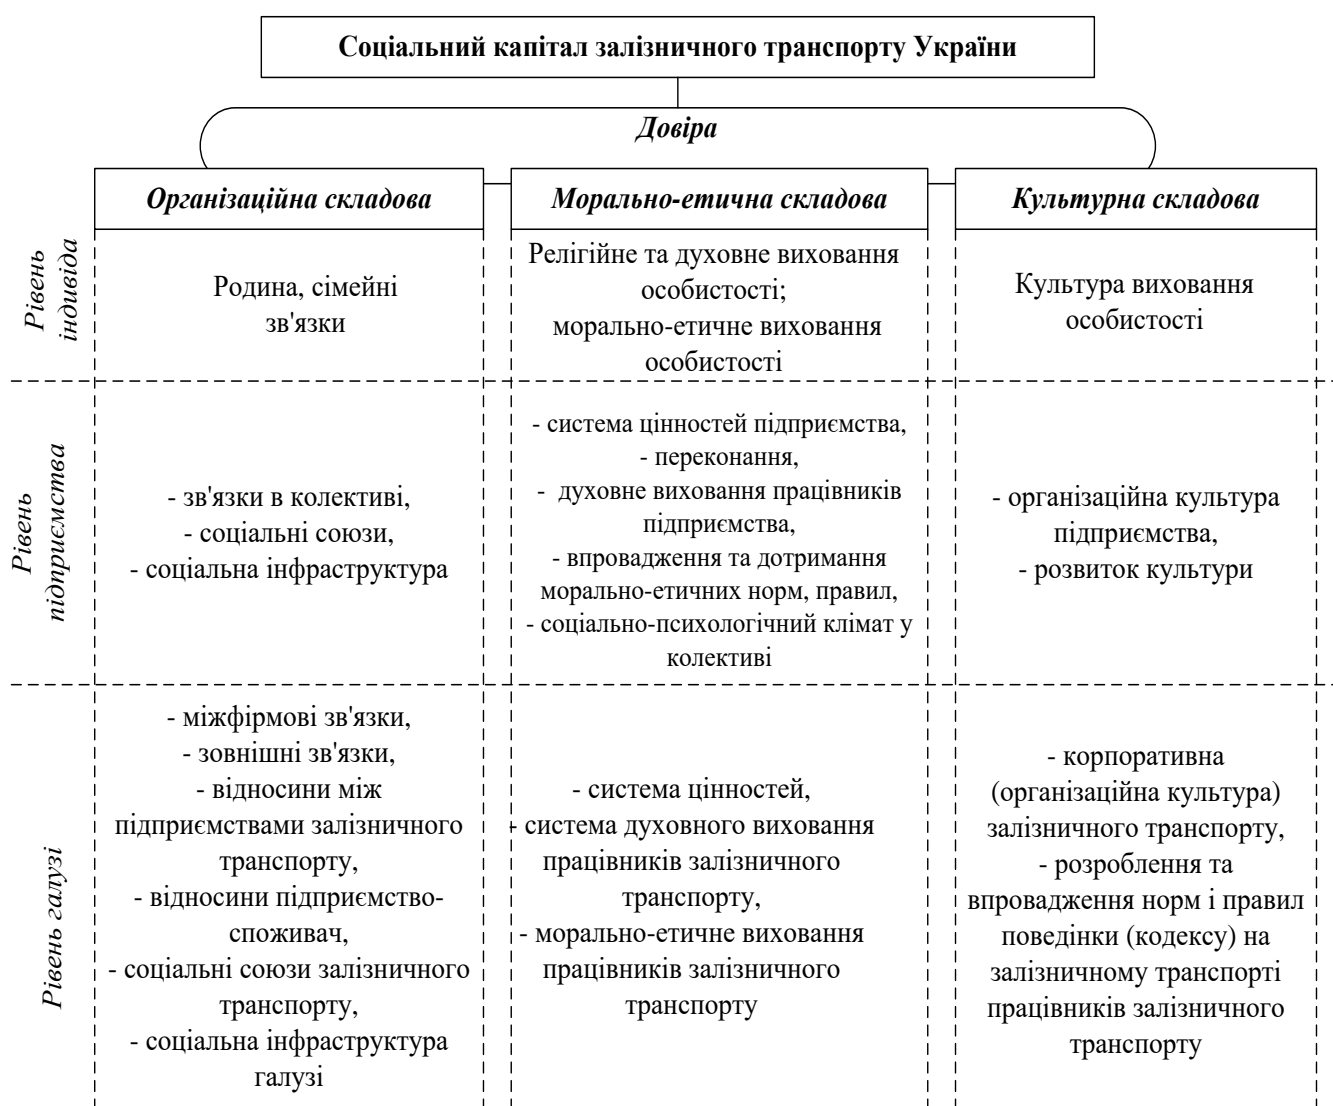 Соціальний капітал залізничного транспорту України
Довіра
Організаційна складова
Морально-етична складова
Культурна складова
Рівень
індивіда
Родина, сімейні
зв'язки
Релігійне та духовне виховання
особистості;
морально-етичне виховання
особистості
Культура виховання
особистості
Рівень
підприємства
- зв'язки в колективі,
- соціальні союзи,
- соціальна інфраструктура
- система цінностей підприємства,
- переконання,
- духовне виховання працівників
підприємства,
- впровадження та дотримання
морально-етичних норм, правил,
- соціально-психологічний клімат у
колективі
- організаційна культура
підприємства,
- розвиток культури
Рівень галузі
- міжфірмові зв'язки,
- зовнішні зв'язки,
- відносини між
підприємствами залізничного
транспорту,
- відносини підприємство-
споживач,
- соціальні союзи залізничного
транспорту,
- соціальна інфраструктура
галузі
- система цінностей,
- система духовного виховання
працівників залізничного
транспорту,
- морально-етичне виховання
працівників залізничного
транспорту
- корпоративна
(організаційна культура)
залізничного транспорту,
- розроблення та
впровадження норм і правил
поведінки (кодексу) на
залізничному транспорті
працівників залізничного
транспорту